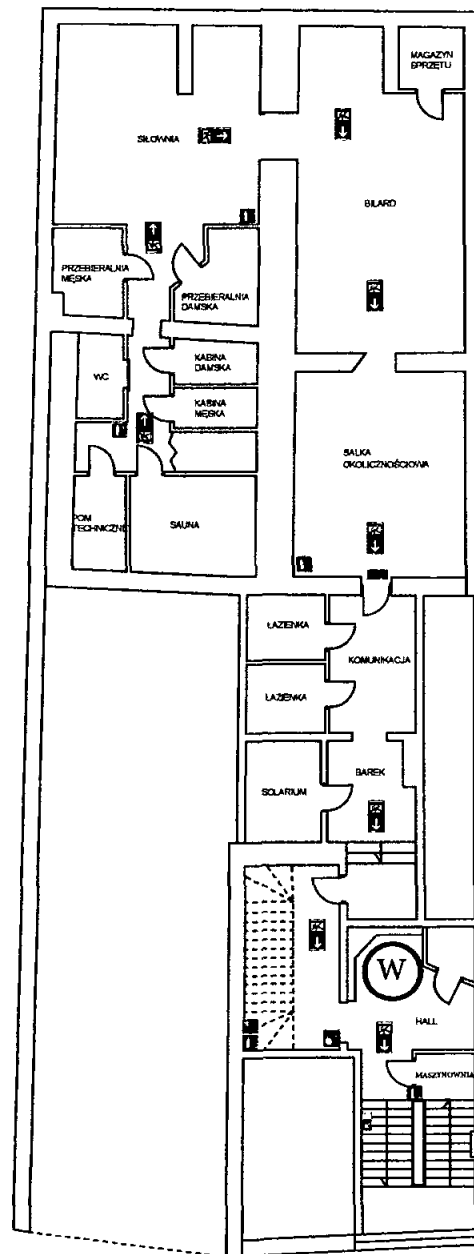 MAGAZYN
SPRZĘTU
SIŁOWNIA
BILARD
PRZEBIERALNIA
MĘSKA
PRZEBIERALNIA
DAMSKA
KABINA
DAMSKA
WC
KABINA
MĘSKA
SALKA
OKOLICZNOŚCIOWA
POM
TECHNICZNE
SAUNA
ŁAZIENKA
KOMUNIKACJA
ŁAZIENKA
BAREK
SOLARIUM
W
HALL
MASZYNOWNIA